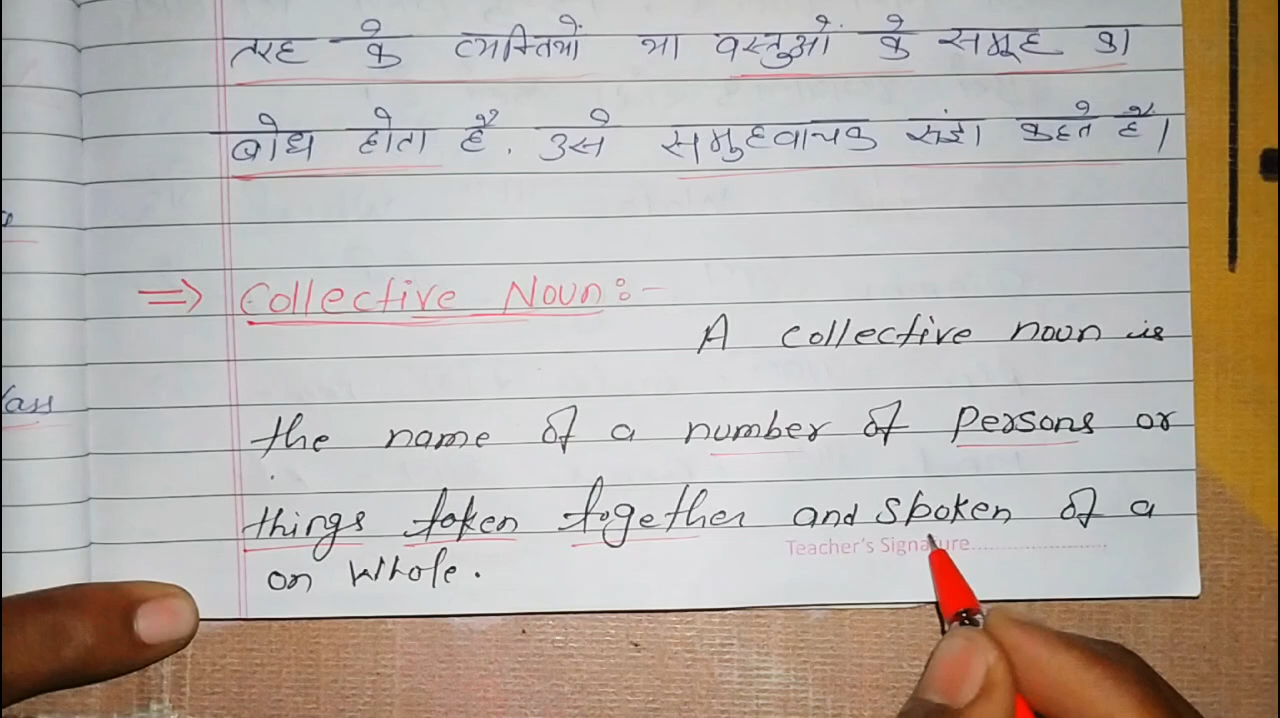 तरह के व्यक्तियों या वस्तुओं के समूह का
बोध होता है, उसे समुहवाचक संज्ञा कहते हैं।
⇒ Collective Noun:-
A collective noun is
the name of a number of persons or
things taken together and spoken of a
on whole.
Teacher's Signature